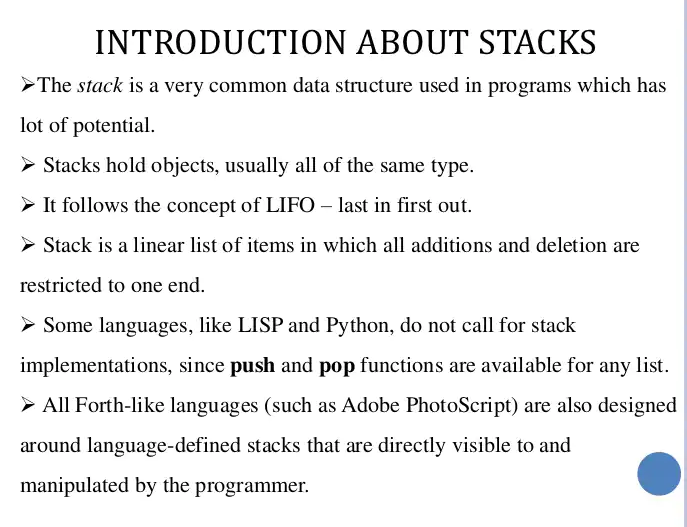 INTRODUCTION ABOUT STACKS
➢The stack is a very common data structure used in programs which has
lot of potential.
➢ Stacks hold objects, usually all of the same type.
➢ It follows the concept of LIFO – last in first out.
➢ Stack is a linear list of items in which all additions and deletion are
restricted to one end.
➢ Some languages, like LISP and Python, do not call for stack
implementations, since push and pop functions are available for any list.
➢ All Forth-like languages (such as Adobe PhotoScript) are also designed
around language-defined stacks that are directly visible to and
manipulated by the programmer.